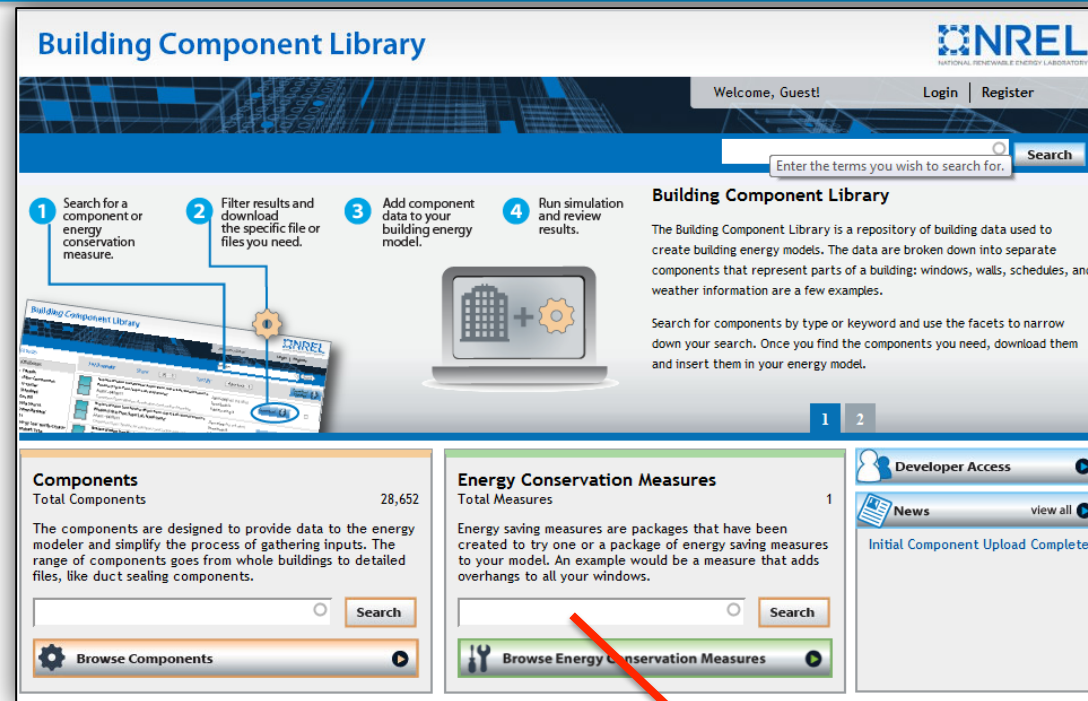 Building Component Library
NREL
NATIONAL RENEWABLE ENERGY LABORATORY
Welcome, Guest!
Login | Register
Search
Enter the terms you wish to search for.
1 Search for a
component or
energy
conservation
measure.
2 Filter results and
download
the specific file or
files you need.
3 Add component
data to your
building energy
model.
4 Run simulation
and review
results.
Building Component Library
NREL
Building Component Library
The Building Component Library is a repository of building data used to
create building energy models. The data are broken down into separate
components that represent parts of a building: windows, walls, schedules, and
weather information are a few examples.
Search for components by type or keyword and use the facets to narrow
down your search. Once you find the components you need, download them
and insert them in your energy model.
1 2
Components
Total Components 28,652
The components are designed to provide data to the energy
modeler and simplify the process of gathering inputs. The
range of components goes from whole buildings to detailed
files, like duct sealing components.
Search
Browse Components
Energy Conservation Measures
Total Measures 1
Energy saving measures are packages that have been
created to try one or a package of energy saving measures
to your model. An example would be a measure that adds
overhangs to all your windows.
Search
Browse Energy Conservation Measures
Developer Access
News view all
Initial Component Upload Complete